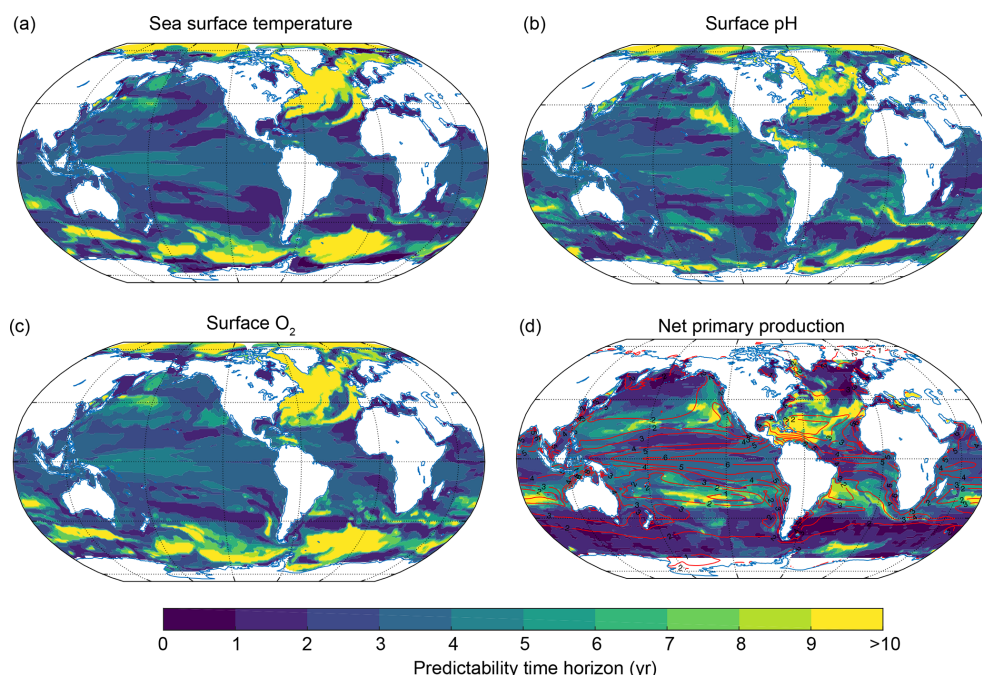 (a) Sea surface temperature
(b) Surface pH
(c) Surface O₂
(d) Net primary production
0 1 2 3 4 5 6 7 8 9 >10
Predictability time horizon (yr)